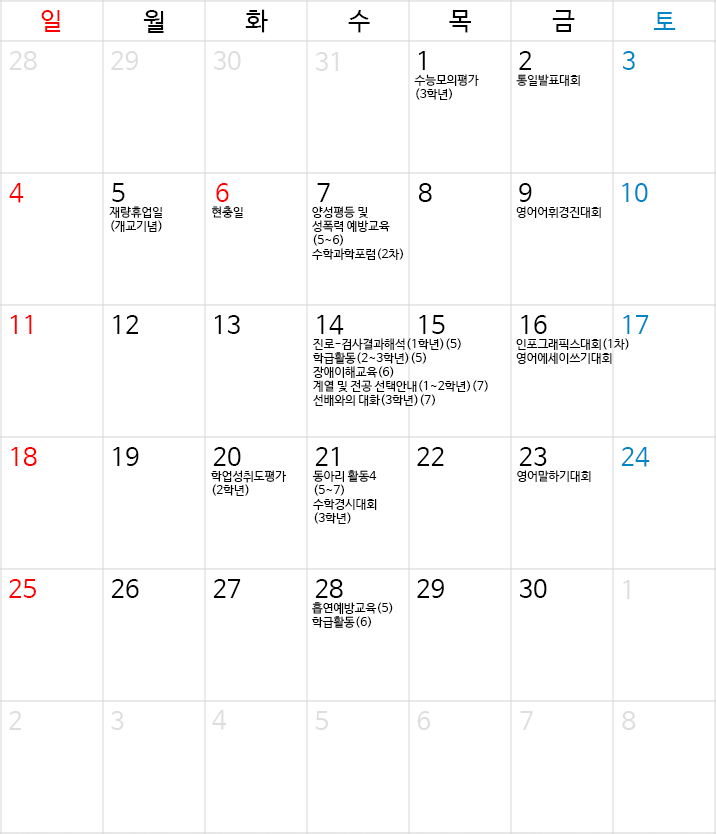 일 월 화 수 목 금 토
28 29 30 31 1 2 3
수능모의평가
(3학년)
통일발표대회
4 5 6 7 8 9 10
재량휴업일
(개교기념)
현충일
양성평등 및
성폭력 예방교육
(5~6)
수학과학포럼(2차)
영어어휘경진대회
11 12 13 14 15 16 17
진로-검사결과해석(1학년)(5)
학급활동(2~3학년)(5)
장애이해교육(6)
계열 및 전공 선택안내(1~2학년)(7)
선배와의 대화(3학년)(7)
인포그래픽스대회(1차)
영어에세이쓰기대회
18 19 20 21 22 23 24
학업성취도평가
(2학년)
동아리 활동4
(5~7)
수학경시대회
(3학년)
영어말하기대회
25 26 27 28 29 30 1
흡연예방교육(5)
학급활동(6)
2 3 4 5 6 7 8